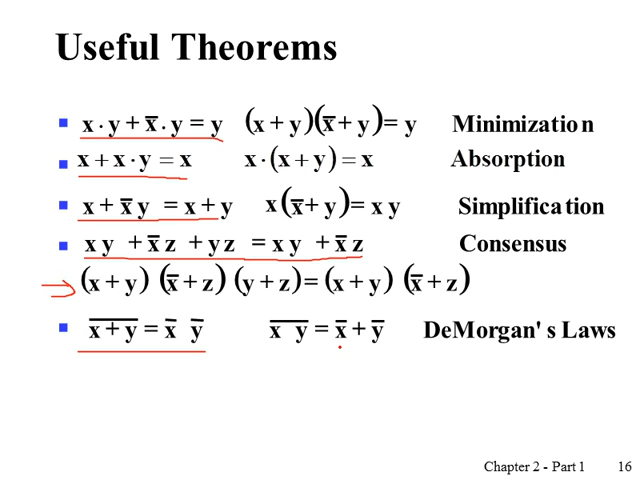 Useful Theorems
x · y + x̅ · y = y (x + y)(x̅ + y) = y Minimization
x + x · y = x x · (x + y) = x Absorption
x + x̅ y = x + y x(x̅ + y) = x y Simplification
x y + x̅ z + y z = x y + x̅ z Consensus
→ (x + y) (x̅ + z) (y + z) = (x + y) (x̅ + z)
x̅ ̅+̅ ̅y̅ = x̅ y̅ x̅ ̅ ̅y̅ = x̅ + y̅ DeMorgan's Laws
Chapter 2 - Part 1 16